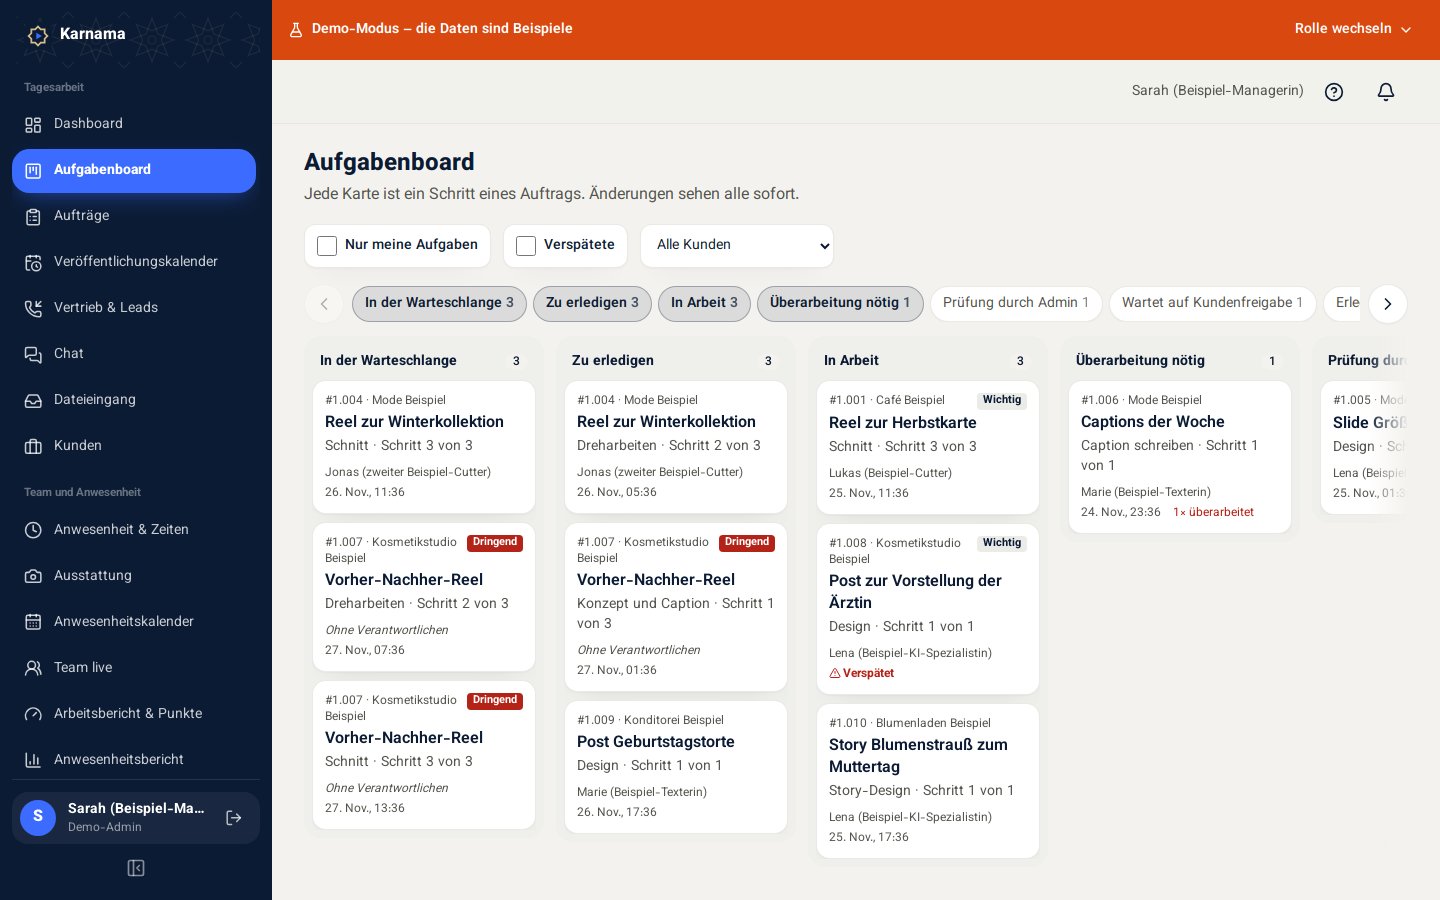 Karnama
Tagesarbeit
Dashboard
Aufgabenboard
Aufträge
Veröffentlichungskalender
Vertrieb & Leads
Chat
Dateieingang
Kunden
Team und Anwesenheit
Anwesenheit & Zeiten
Ausstattung
Anwesenheitskalender
Team live
Arbeitsbericht & Punkte
Anwesenheitsbericht
S
Sarah (Beispiel-Ma...
Demo-Admin
Demo-Modus – die Daten sind Beispiele
Rolle wechseln
Sarah (Beispiel-Managerin)
Aufgabenboard
Jede Karte ist ein Schritt eines Auftrags. Änderungen sehen alle sofort.
Nur meine Aufgaben
Verspätete
Alle Kunden
In der Warteschlange 3
Zu erledigen 3
In Arbeit 3
Überarbeitung nötig 1
Prüfung durch Admin 1
Wartet auf Kundenfreigabe 1
Erle
In der Warteschlange 3
#1.004 · Mode Beispiel
Reel zur Winterkollektion
Schnitt · Schritt 3 von 3
Jonas (zweiter Beispiel-Cutter)
26. Nov., 11:36
#1.007 · Kosmetikstudio
Beispiel
Dringend
Vorher-Nachher-Reel
Dreharbeiten · Schritt 2 von 3
Ohne Verantwortlichen
27. Nov., 07:36
#1.007 · Kosmetikstudio
Beispiel
Dringend
Vorher-Nachher-Reel
Schnitt · Schritt 3 von 3
Ohne Verantwortlichen
27. Nov., 13:36
Zu erledigen 3
#1.004 · Mode Beispiel
Reel zur Winterkollektion
Dreharbeiten · Schritt 2 von 3
Jonas (zweiter Beispiel-Cutter)
26. Nov., 05:36
#1.007 · Kosmetikstudio
Beispiel
Dringend
Vorher-Nachher-Reel
Konzept und Caption · Schritt 1
von 3
Ohne Verantwortlichen
27. Nov., 01:36
#1.009 · Konditorei Beispiel
Post Geburtstagstorte
Design · Schritt 1 von 1
Marie (Beispiel-Texterin)
26. Nov., 17:36
In Arbeit 3
#1.001 · Café Beispiel
Wichtig
Reel zur Herbstkarte
Schnitt · Schritt 3 von 3
Lukas (Beispiel-Cutter)
25. Nov., 11:36
#1.008 · Kosmetikstudio
Beispiel
Wichtig
Post zur Vorstellung der
Ärztin
Design · Schritt 1 von 1
Lena (Beispiel-KI-Spezialistin)
Verspätet
#1.010 · Blumenladen Beispiel
Story Blumenstrauß zum
Muttertag
Story-Design · Schritt 1 von 1
Lena (Beispiel-KI-Spezialistin)
25. Nov., 17:36
Überarbeitung nötig 1
#1.006 · Mode Beispiel
Captions der Woche
Caption schreiben · Schritt 1
von 1
Marie (Beispiel-Texterin)
24. Nov., 23:36 1× überarbeitet
Prüfung dur
#1.005 · Mod
Slide Größ
Design · Sc
Lena (Beispiel
25. Nov., 01:3